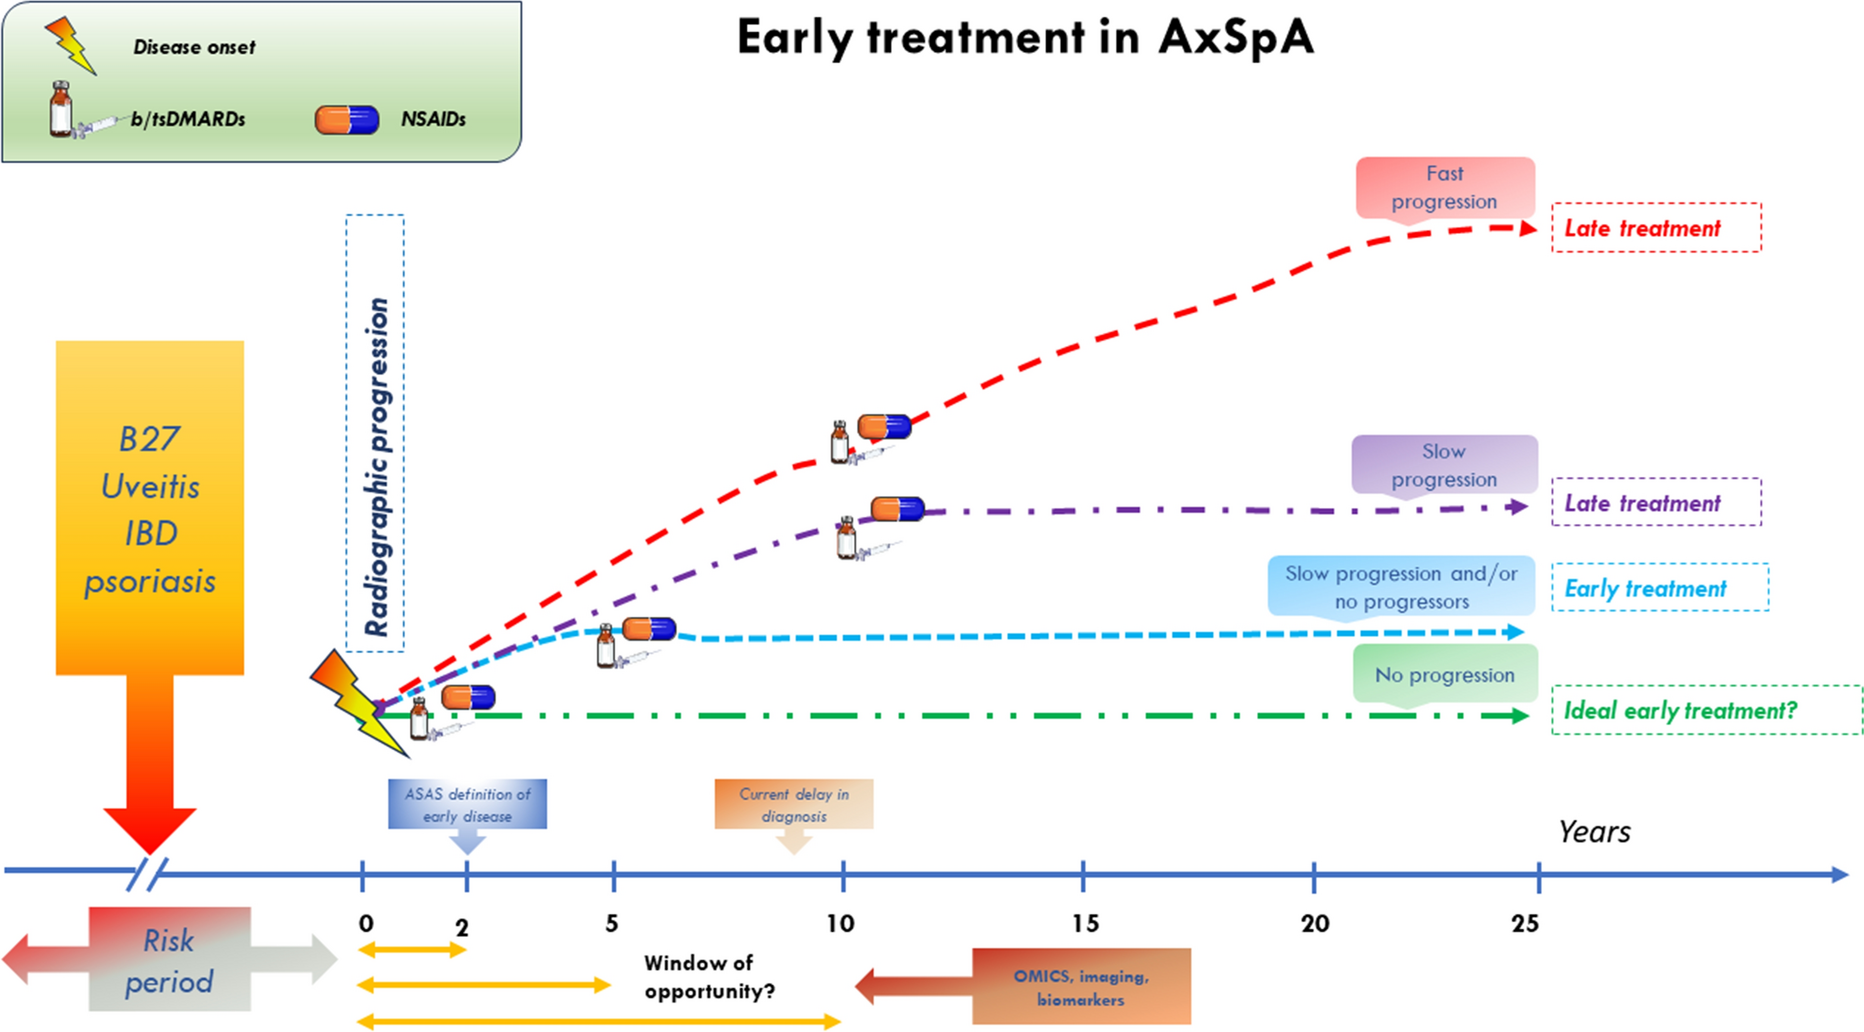 Early treatment in AxSpA
Disease onset
b/tsDMARDs
NSAIDs
Fast
progression
Late treatment
Radiographic progression
B27
Uveitis
IBD
psoriasis
Slow
progression
Late treatment
Slow progression and/or
no progressors
Early treatment
No progression
Ideal early treatment?
ASAS definition of
early disease
Current delay in
diagnosis
Years
0
2
5
10
15
20
25
Risk
period
Window of
opportunity?
OMICS, imaging,
biomarkers